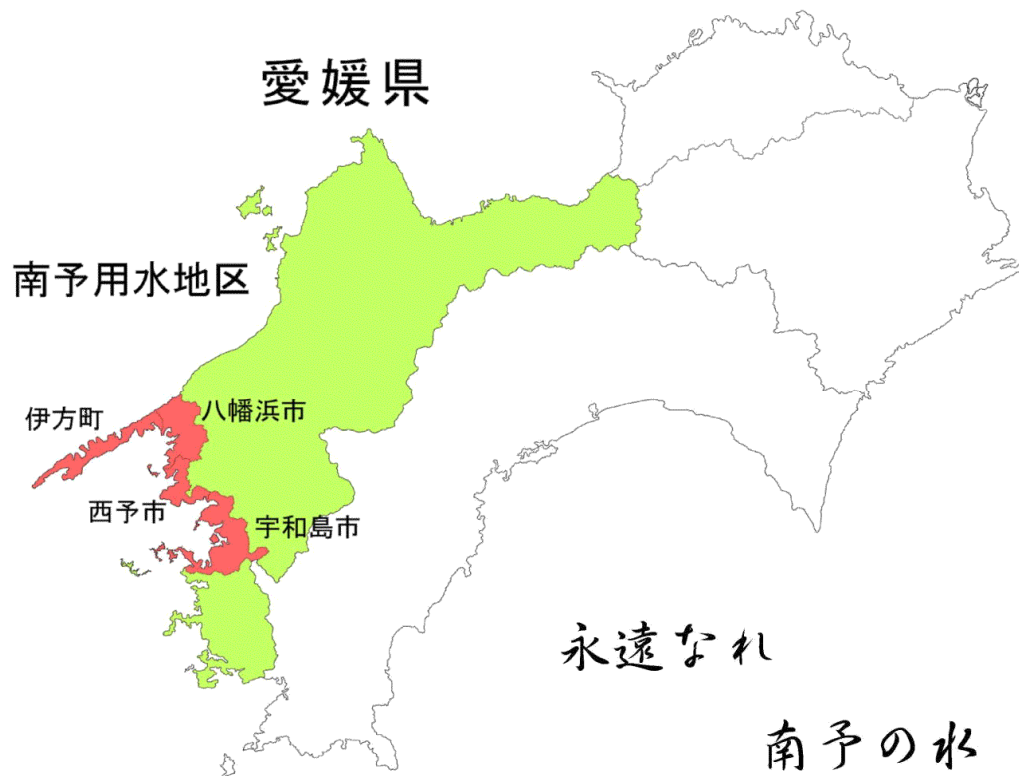 愛媛県
南予用水地区
伊方町
八幡浜市
西予市
宇和島市
永遠なれ
南予の水